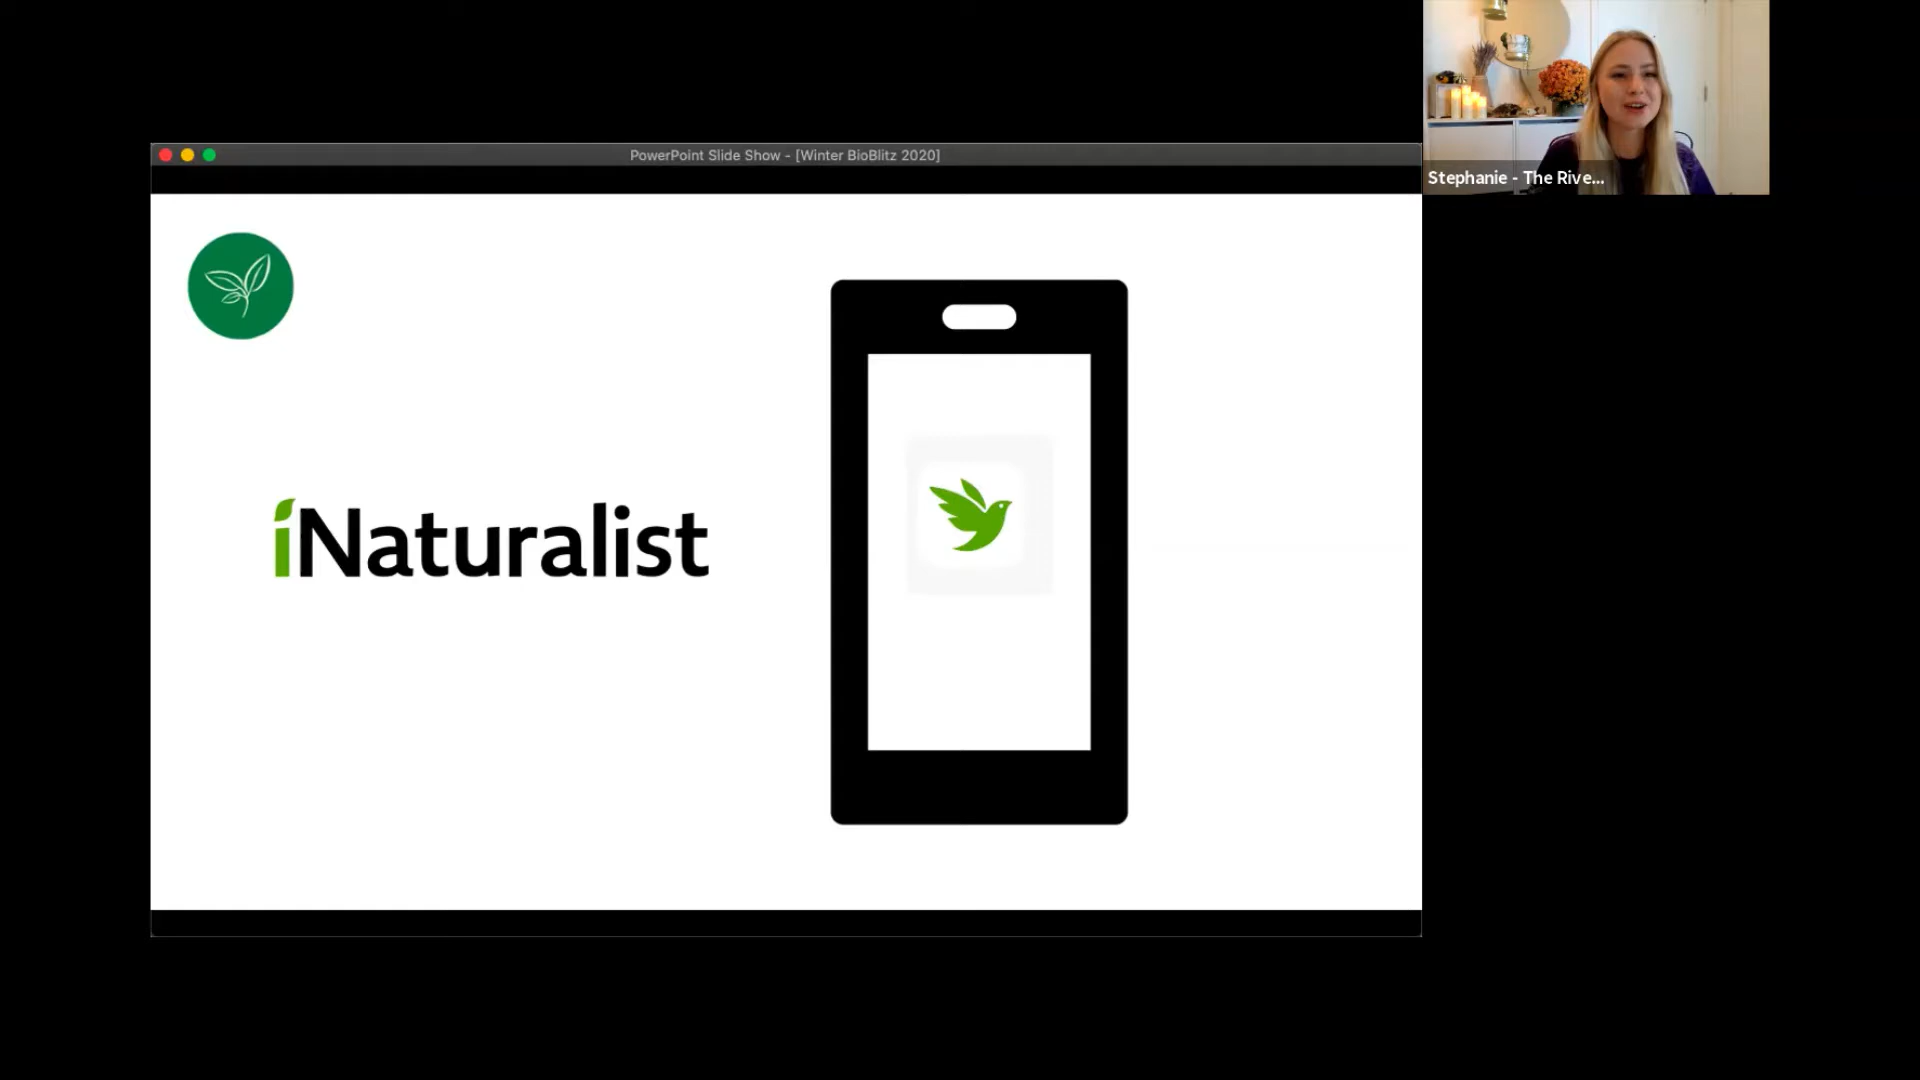 PowerPoint Slide Show - [Winter BioBlitz 2020]
Stephanie - The Rive...
iNaturalist